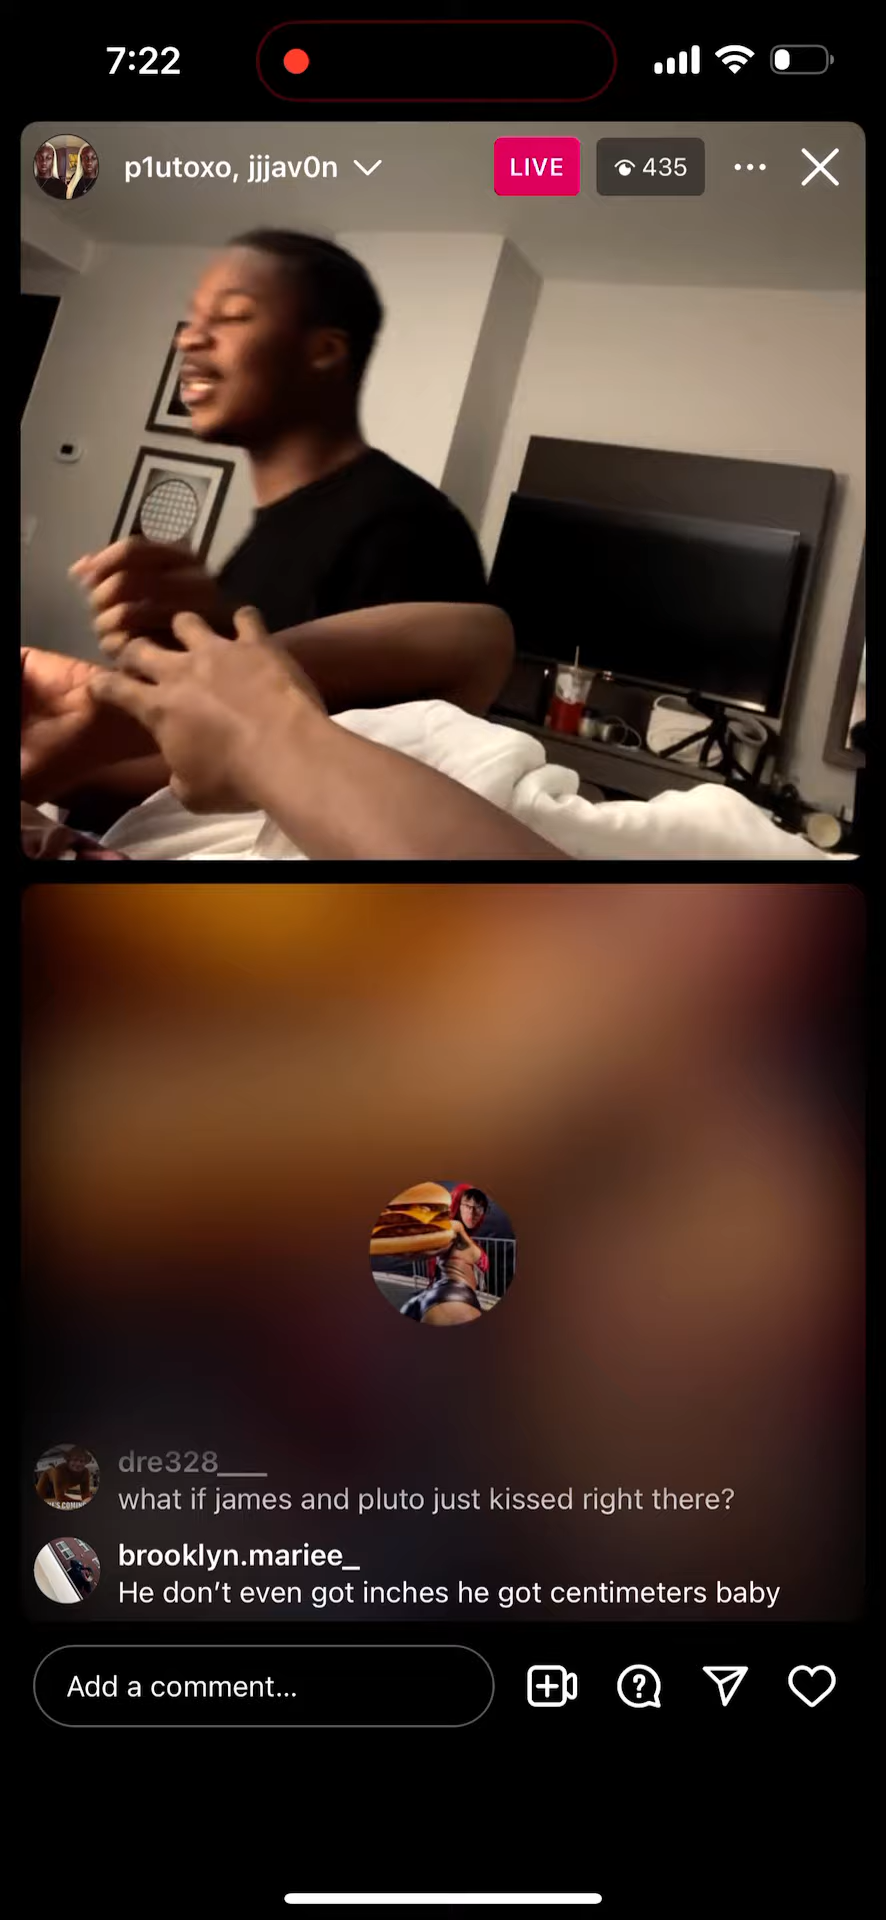 7:22
p1utoxo, jjjav0n
LIVE
435
dre328___
what if james and pluto just kissed right there?
brooklyn.mariee_
He don’t even got inches he got centimeters baby
Add a comment...